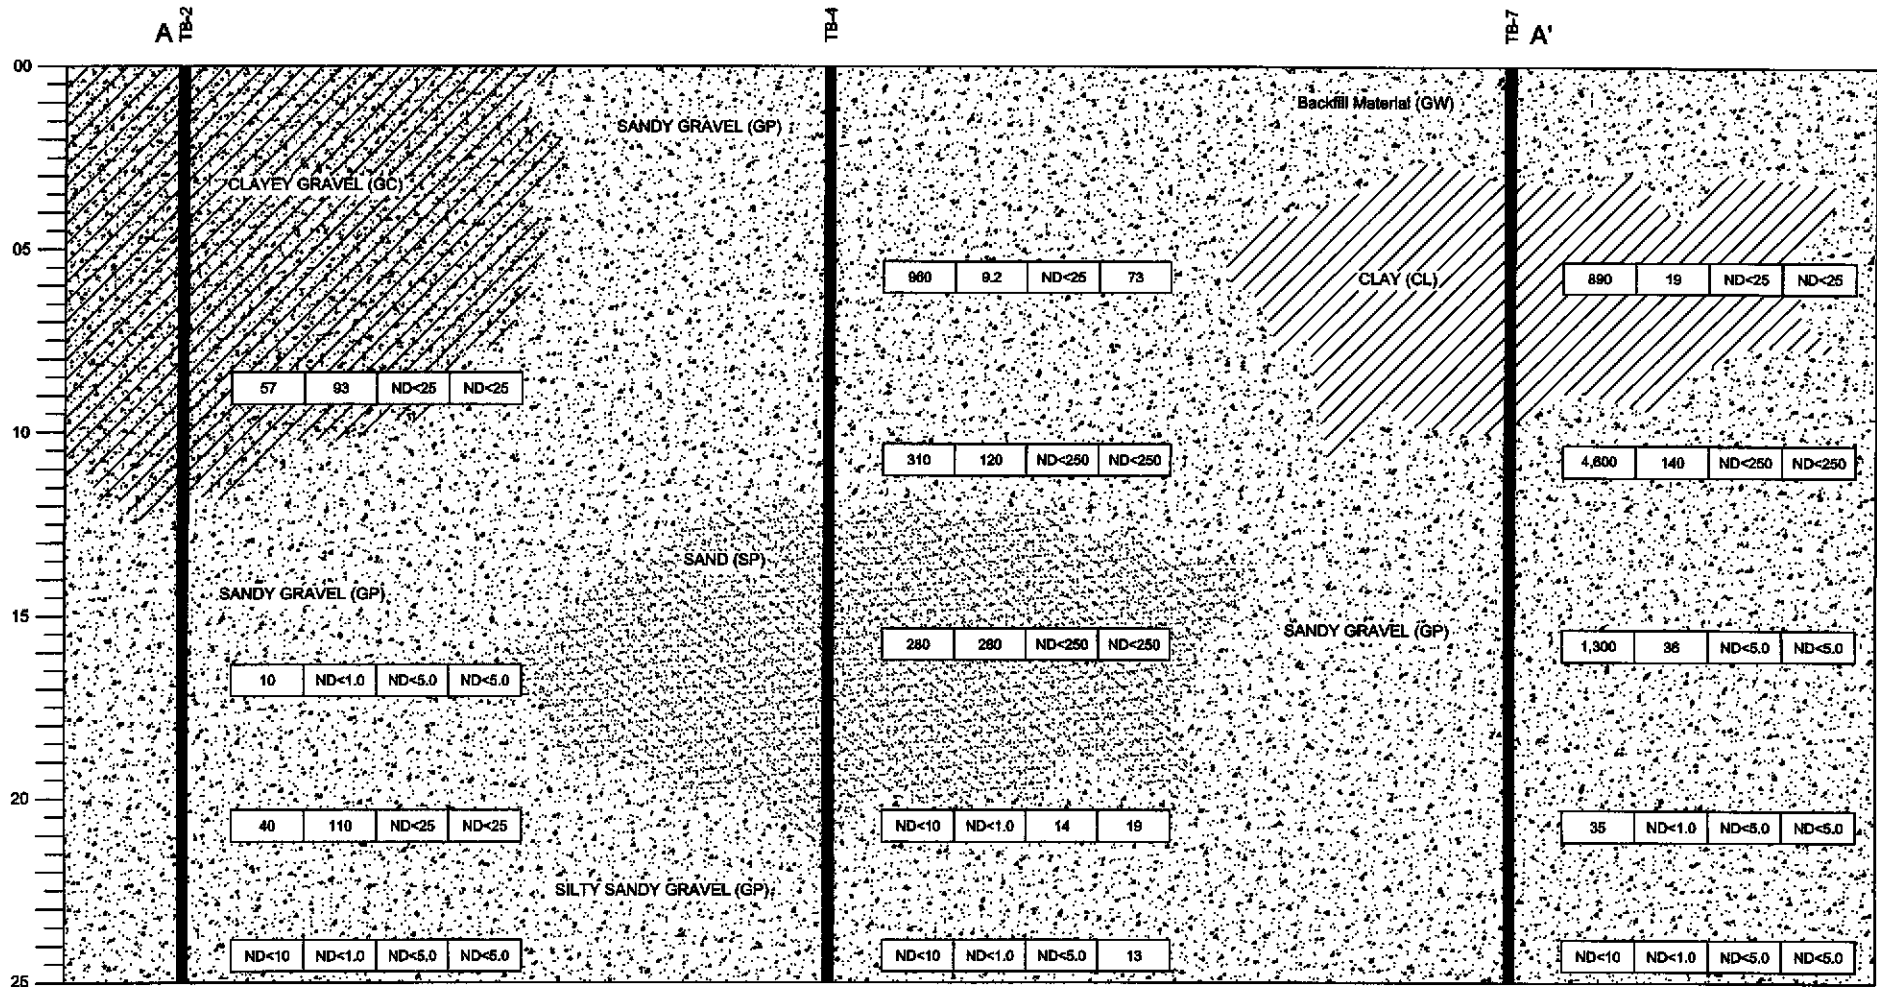 A TB-2 TB-4 TB-7 A'
00
Backfill Material (GW)
SANDY GRAVEL (GP)
CLAYEY GRAVEL (GC)
05
960 9.2 ND<25 73
CLAY (CL)
890 19 ND<25 ND<25
57 93 ND<25 ND<25
10
310 120 ND<250 ND<250
4,600 140 ND<250 ND<250
SAND (SP)
SANDY GRAVEL (GP)
15
280 280 ND<250 ND<250
SANDY GRAVEL (GP)
1,300 36 ND<5.0 ND<5.0
10 ND<1.0 ND<5.0 ND<5.0
20
40 110 ND<25 ND<25
ND<10 ND<1.0 14 19
35 ND<1.0 ND<5.0 ND<5.0
SILTY SANDY GRAVEL (GP)
ND<10 ND<1.0 ND<5.0 ND<5.0
ND<10 ND<1.0 ND<5.0 13
ND<10 ND<1.0 ND<5.0 ND<5.0
25